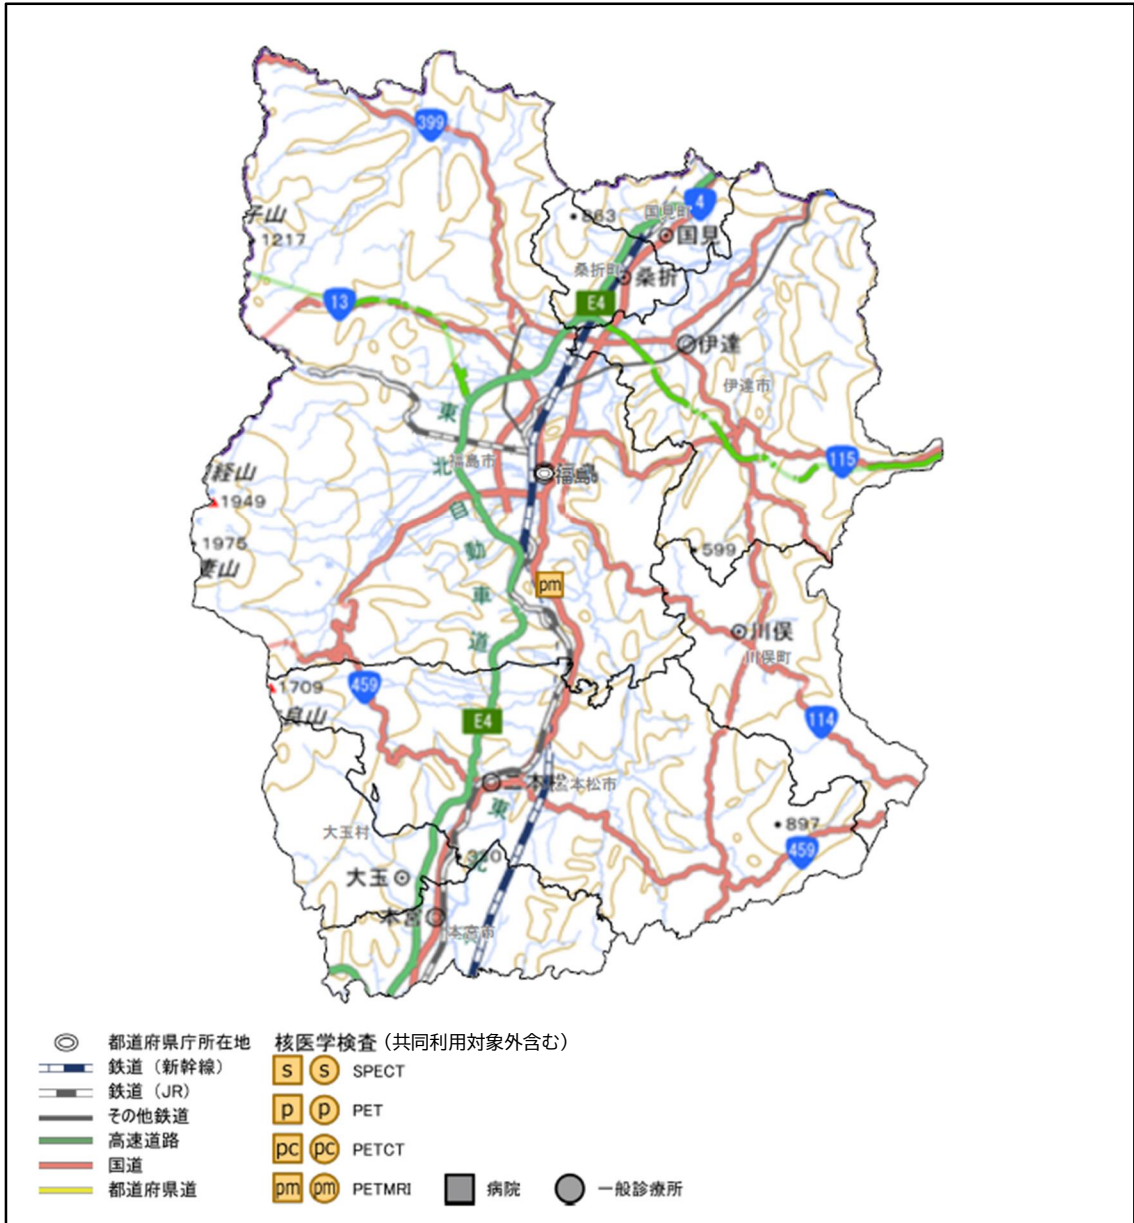 399
4
863
国見町
国見
子山
1217
桑折町
桑折
13
E4
伊達
伊達市
東
北
自
動
車
道
福島市
福島
115
経山
1949
1975
妻山
599
pm
川俣
川俣町
1709
良山
459
E4
114
二本松
二本松市
東
北
897
459
大玉村
330
大玉
本宮
本宮市
都道府県庁所在地
鉄道（新幹線）
鉄道（JR）
その他鉄道
高速道路
国道
都道府県道
核医学検査（共同利用対象外含む）
s s SPECT
p p PET
pc pc PETCT
pm pm PETMRI 病院 一般診療所